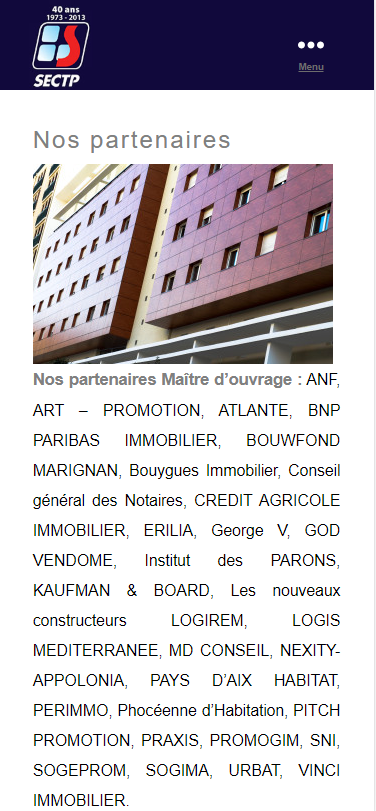 40 ans
1973 - 2013
SECTP
Menu
Nos partenaires
Nos partenaires Maître d’ouvrage : ANF,
ART – PROMOTION, ATLANTE, BNP
PARIBAS IMMOBILIER, BOUWFOND
MARIGNAN, Bouygues Immobilier, Conseil
général des Notaires, CREDIT AGRICOLE
IMMOBILIER, ERILIA, George V, GOD
VENDOME, Institut des PARONS,
KAUFMAN & BOARD, Les nouveaux
constructeurs LOGIREM, LOGIS
MEDITERRANEE, MD CONSEIL, NEXITY-
APPOLONIA, PAYS D’AIX HABITAT,
PERIMMO, Phocéenne d’Habitation, PITCH
PROMOTION, PRAXIS, PROMOGIM, SNI,
SOGEPROM, SOGIMA, URBAT, VINCI
IMMOBILIER.